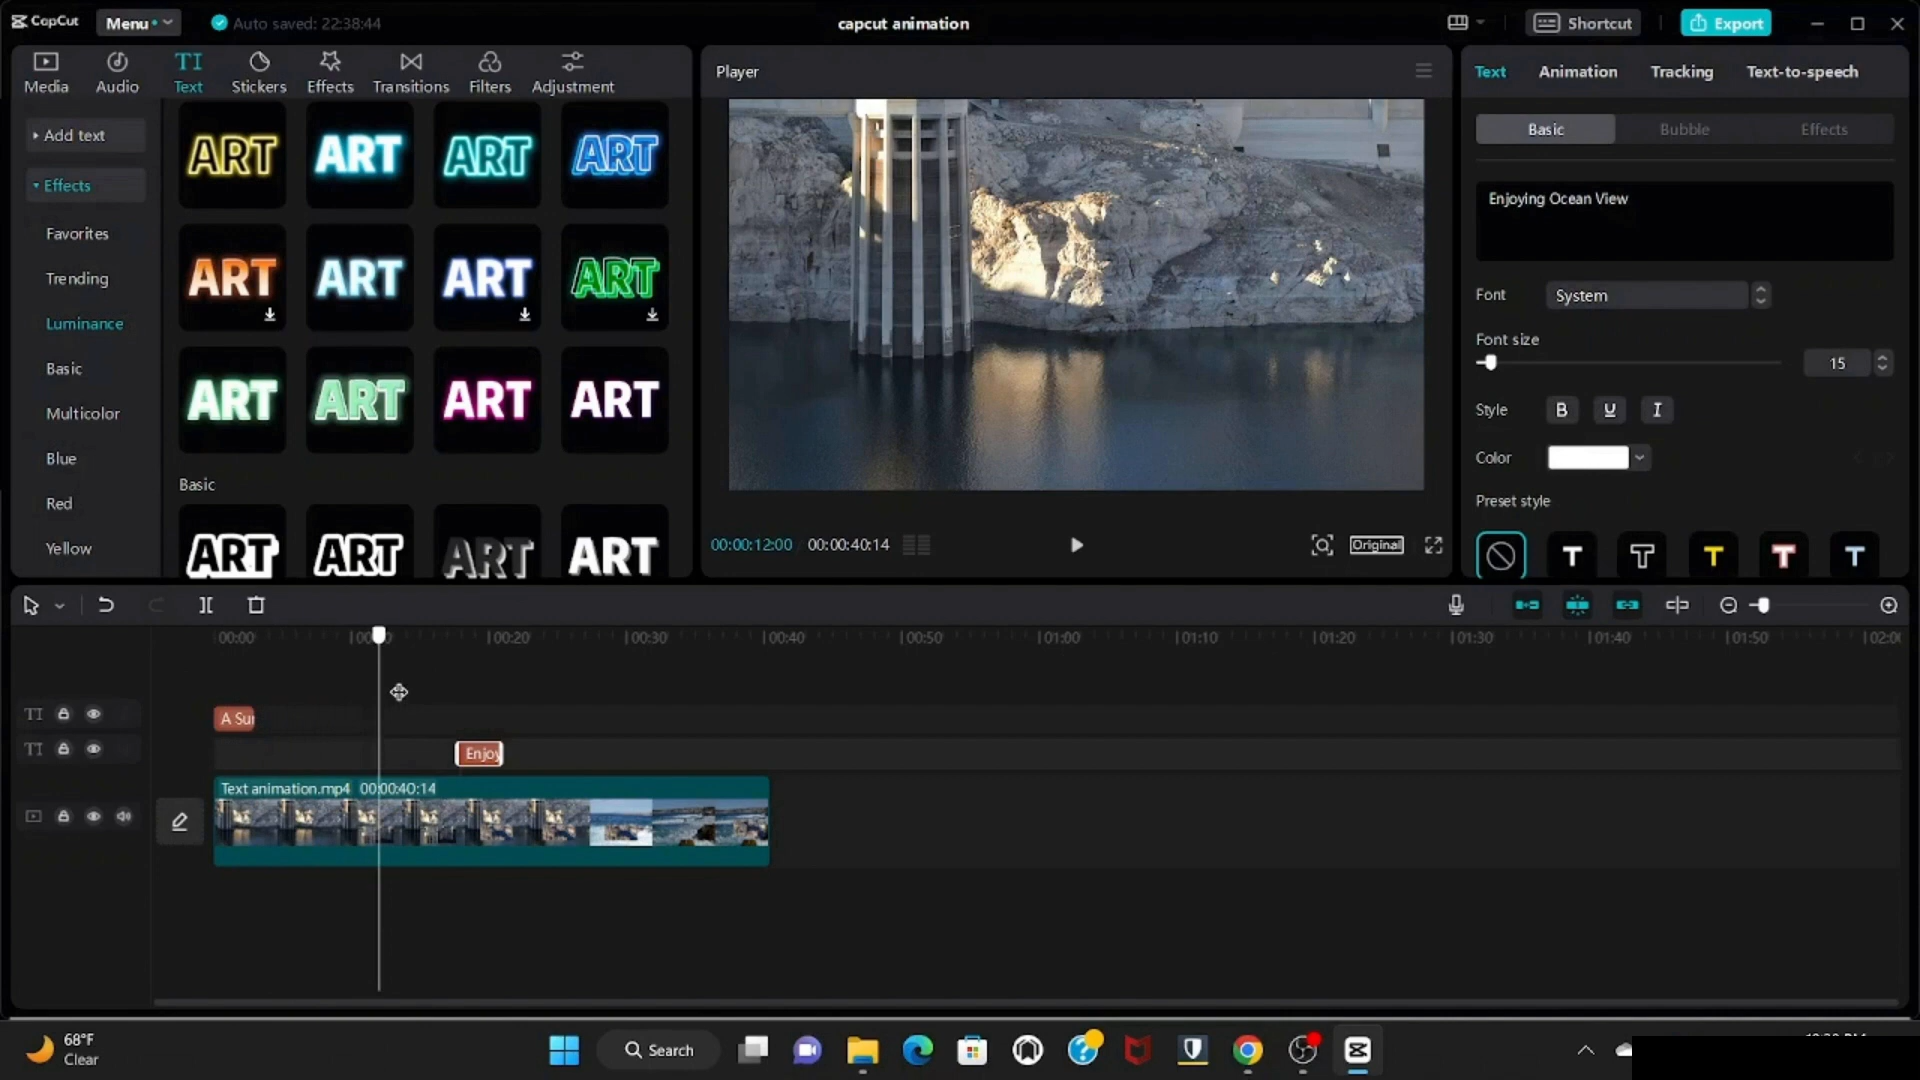 CapCut
Menu
Auto saved: 22:38:44
capcut animation
Shortcut
Export
Media
Audio
TI
Text
Stickers
Effects
Transitions
Filters
Adjustment
Add text
Effects
Favorites
Trending
Luminance
Basic
Multicolor
Blue
Red
Yellow
ART ART ART ART
ART ART ART ART
ART ART ART ART
Basic
ART ART ART ART
Player
00:00:12:00 00:00:40:14
Original
Text Animation Tracking Text-to-speech
Basic Bubble Effects
Enjoying Ocean View
Font System
Font size
15
Style B U I
Color
Preset style
T T T T T
00:00 00:20 00:30 00:40 00:50 01:00 01:10 01:20 01:30 01:40 01:50
TI
A Su
TI
Enjoy
Text animation.mp4 00:00:40:14
68°F
Clear
Search